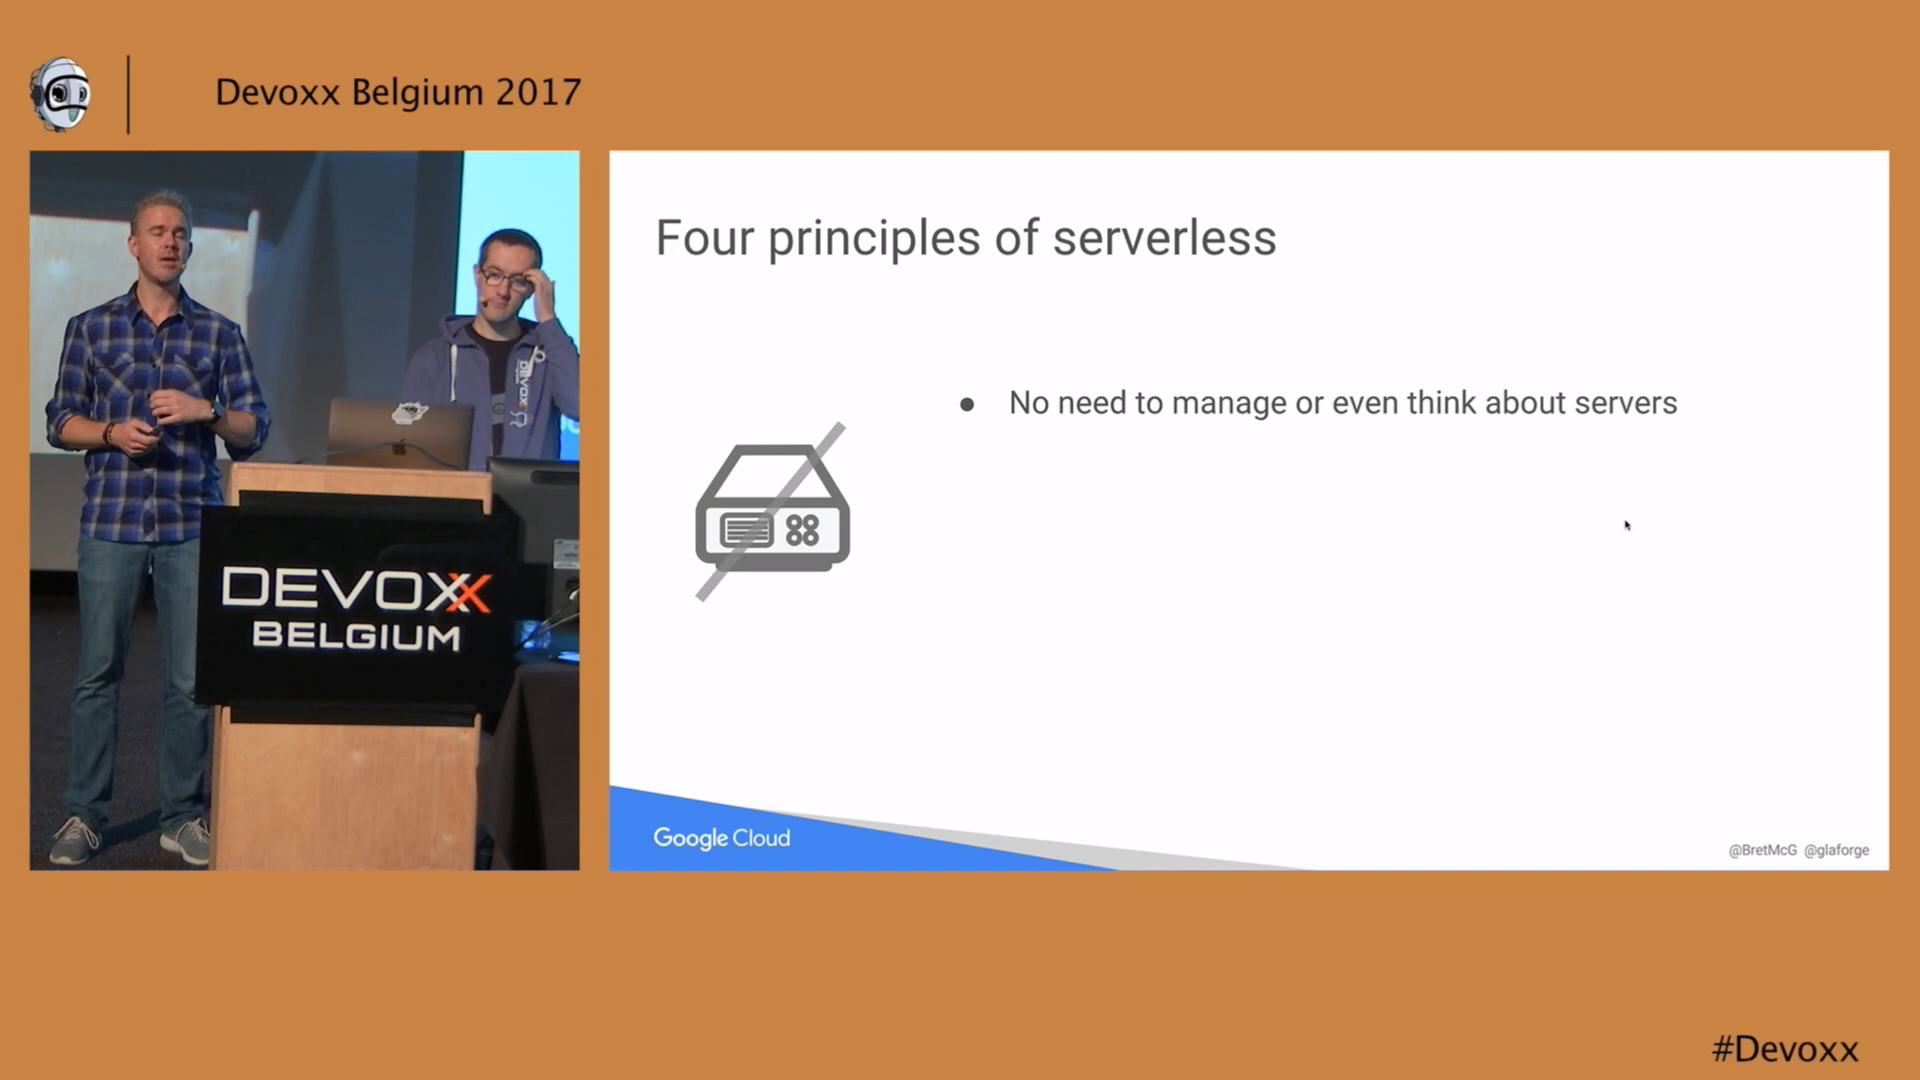 Devoxx Belgium 2017
DEVOXX
DEVOXX
BELGIUM
Four principles of serverless
● No need to manage or even think about servers
Google Cloud
@BretMcG @glaforge
#Devoxx